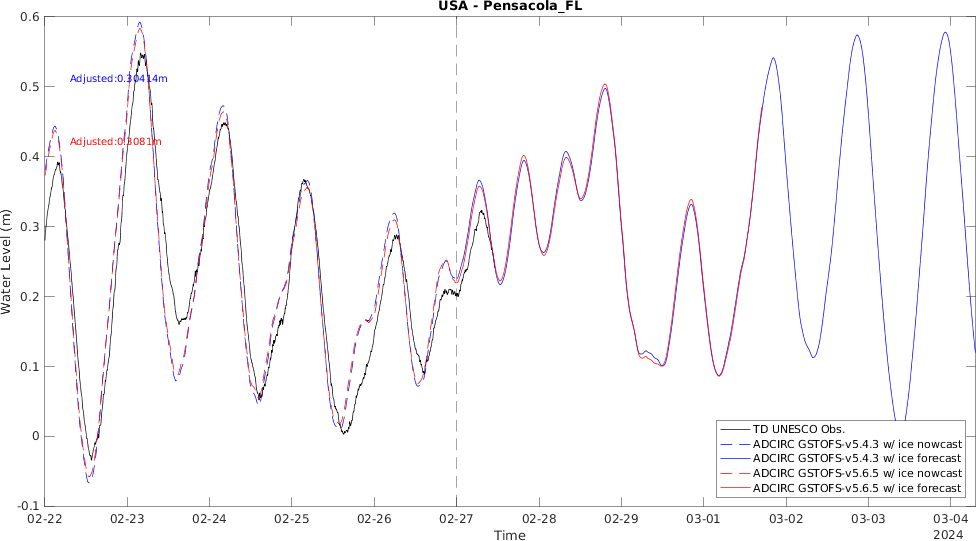 USA - Pensacola_FL
0.6
0.5
0.4
0.3
0.2
0.1
0
-0.1
Water Level (m)
Adjusted:0.30414m
Adjusted:0.3081m
TD UNESCO Obs.
ADCIRC GSTOFS-v5.4.3 w/ ice nowcast
ADCIRC GSTOFS-v5.4.3 w/ ice forecast
ADCIRC GSTOFS-v5.6.5 w/ ice nowcast
ADCIRC GSTOFS-v5.6.5 w/ ice forecast
02-22 02-23 02-24 02-25 02-26 02-27 02-28 02-29 03-01 03-02 03-03 03-04
Time
2024